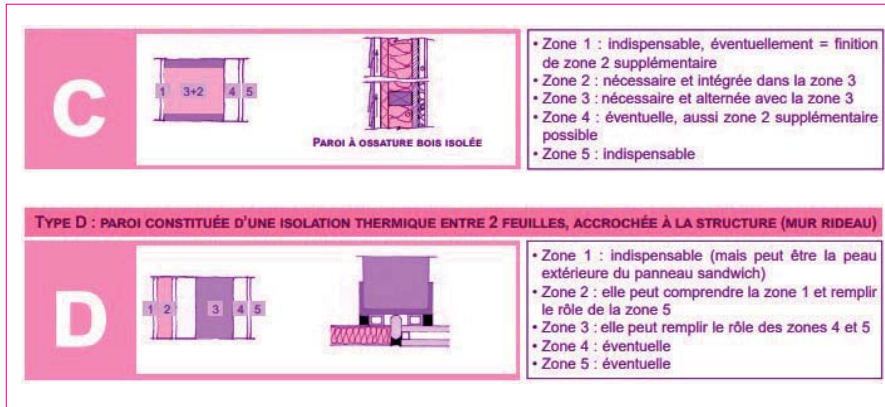 C
1 3+2 4 5
PAROI À OSSATURE BOIS ISOLÉE
• Zone 1 : indispensable, éventuellement = finition
de zone 2 supplémentaire
• Zone 2 : nécessaire et intégrée dans la zone 3
• Zone 3 : nécessaire et alternée avec la zone 3
• Zone 4 : éventuelle, aussi zone 2 supplémentaire
possible
• Zone 5 : indispensable
TYPE D : PAROI CONSTITUÉE D'UNE ISOLATION THERMIQUE ENTRE 2 FEUILLES, ACCROCHÉE À LA STRUCTURE (MUR RIDEAU)
D
1 2 3 4 5
• Zone 1 : indispensable (mais peut être la peau
extérieure du panneau sandwich)
• Zone 2 : elle peut comprendre la zone 1 et remplir
le rôle de la zone 5
• Zone 3 : elle peut remplir le rôle des zones 4 et 5
• Zone 4 : éventuelle
• Zone 5 : éventuelle